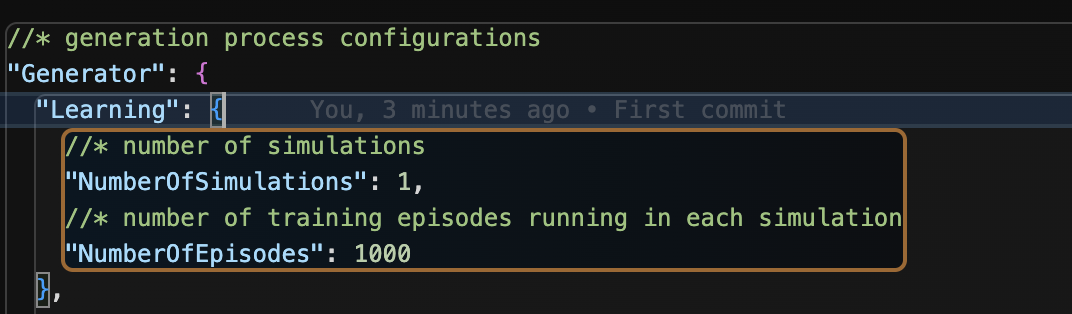 //* generation process configurations
"Generator": {
"Learning": { You, 3 minutes ago • First commit
//* number of simulations
"NumberOfSimulations": 1,
//* number of training episodes running in each simulation
"NumberOfEpisodes": 1000
},